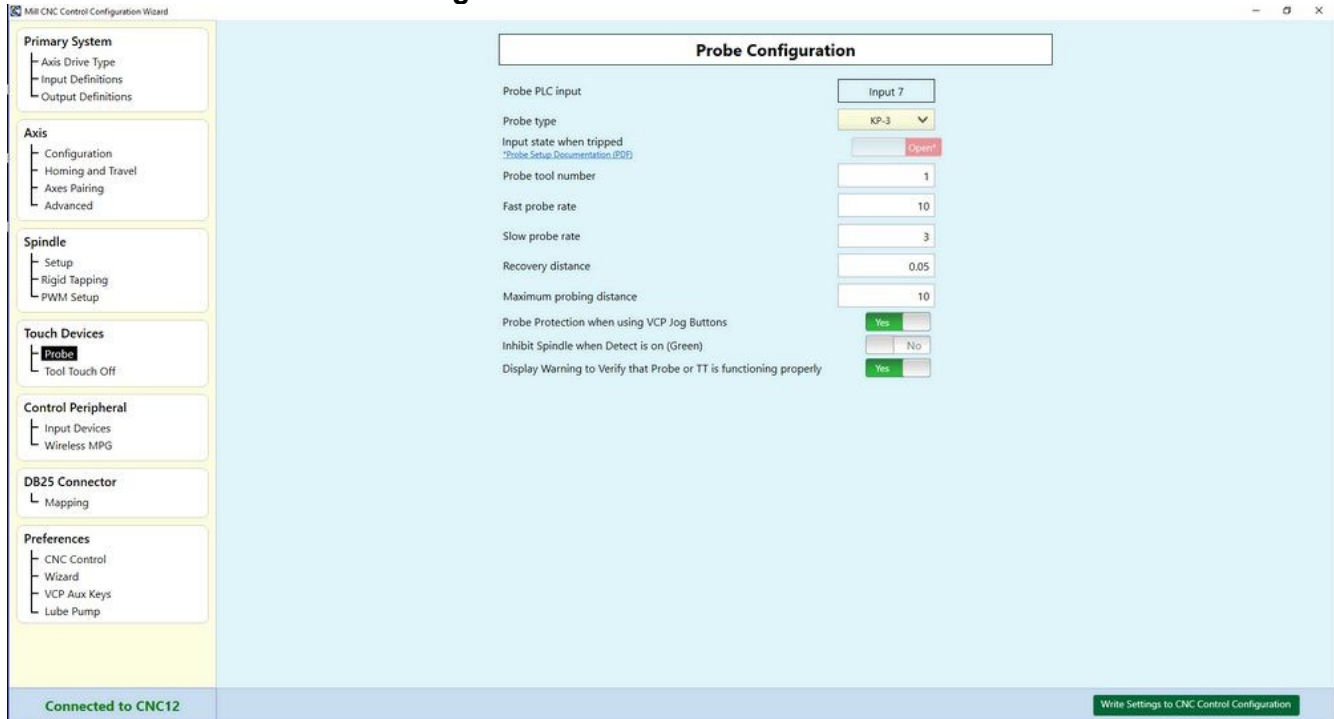 Mill CNC Control Configuration Wizard
Primary System
Axis Drive Type
Input Definitions
Output Definitions
Axis
Configuration
Homing and Travel
Axes Pairing
Advanced
Spindle
Setup
Rigid Tapping
PWM Setup
Touch Devices
Probe
Tool Touch Off
Control Peripheral
Input Devices
Wireless MPG
DB25 Connector
Mapping
Preferences
CNC Control
Wizard
VCP Aux Keys
Lube Pump
Connected to CNC12
Probe Configuration
Probe PLC input Input 7
Probe type KP-3
Input state when tripped Open*
*Probe Setup Documentation (PDF)
Probe tool number 1
Fast probe rate 10
Slow probe rate 3
Recovery distance 0.05
Maximum probing distance 10
Probe Protection when using VCP Jog Buttons Yes
Inhibit Spindle when Detect is on (Green) No
Display Warning to Verify that Probe or TT is functioning properly Yes
Write Settings to CNC Control Configuration